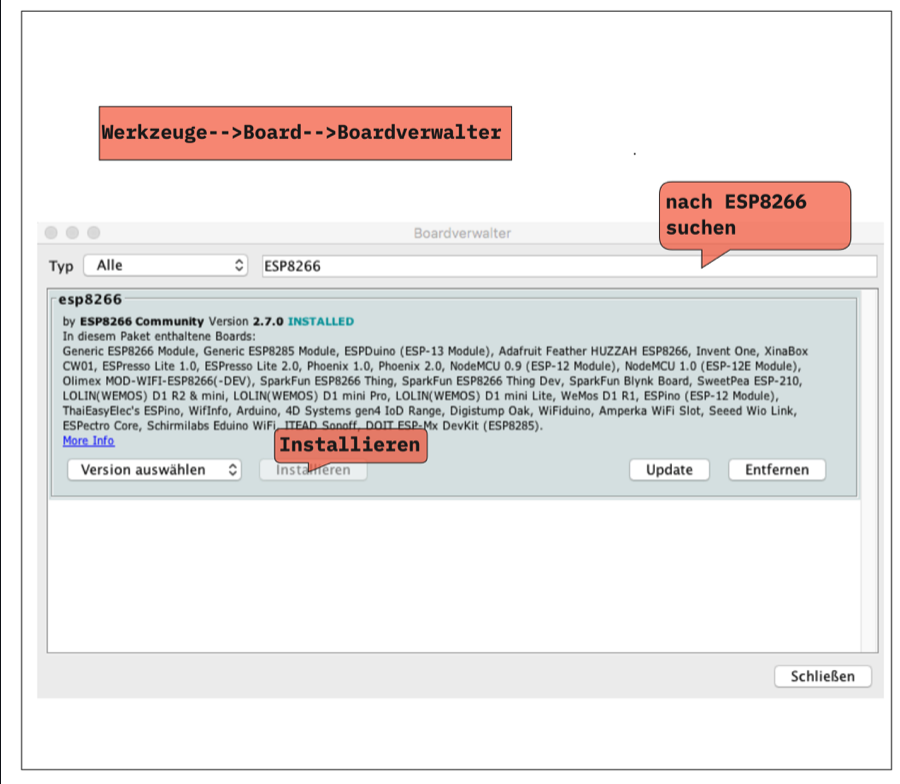 Werkzeuge-->Board-->Boardverwalter
nach ESP8266
suchen
Boardverwalter
Typ Alle ESP8266
esp8266
by ESP8266 Community Version 2.7.0 INSTALLED
In diesem Paket enthaltene Boards:
Generic ESP8266 Module, Generic ESP8285 Module, ESPDuino (ESP-13 Module), Adafruit Feather HUZZAH ESP8266, Invent One, XinaBox
CW01, ESPresso Lite 1.0, ESPresso Lite 2.0, Phoenix 1.0, Phoenix 2.0, NodeMCU 0.9 (ESP-12 Module), NodeMCU 1.0 (ESP-12E Module),
Olimex MOD-WIFI-ESP8266(-DEV), SparkFun ESP8266 Thing, SparkFun ESP8266 Thing Dev, SparkFun Blynk Board, SweetPea ESP-210,
LOLIN(WEMOS) D1 R2 & mini, LOLIN(WEMOS) D1 mini Pro, LOLIN(WEMOS) D1 mini Lite, WeMos D1 R1, ESPino (ESP-12 Module),
ThaiEasyElec's ESPino, WifInfo, Arduino, 4D Systems gen4 IoD Range, Digistump Oak, WiFiduino, Amperka WiFi Slot, Seeed Wio Link,
ESPectro Core, Schirmilabs Eduino WiFi, ITEAD Sonoff, DOIT ESP-Mx DevKit (ESP8285).
More Info
Installieren
Version auswählen Installieren Update Entfernen
Schließen